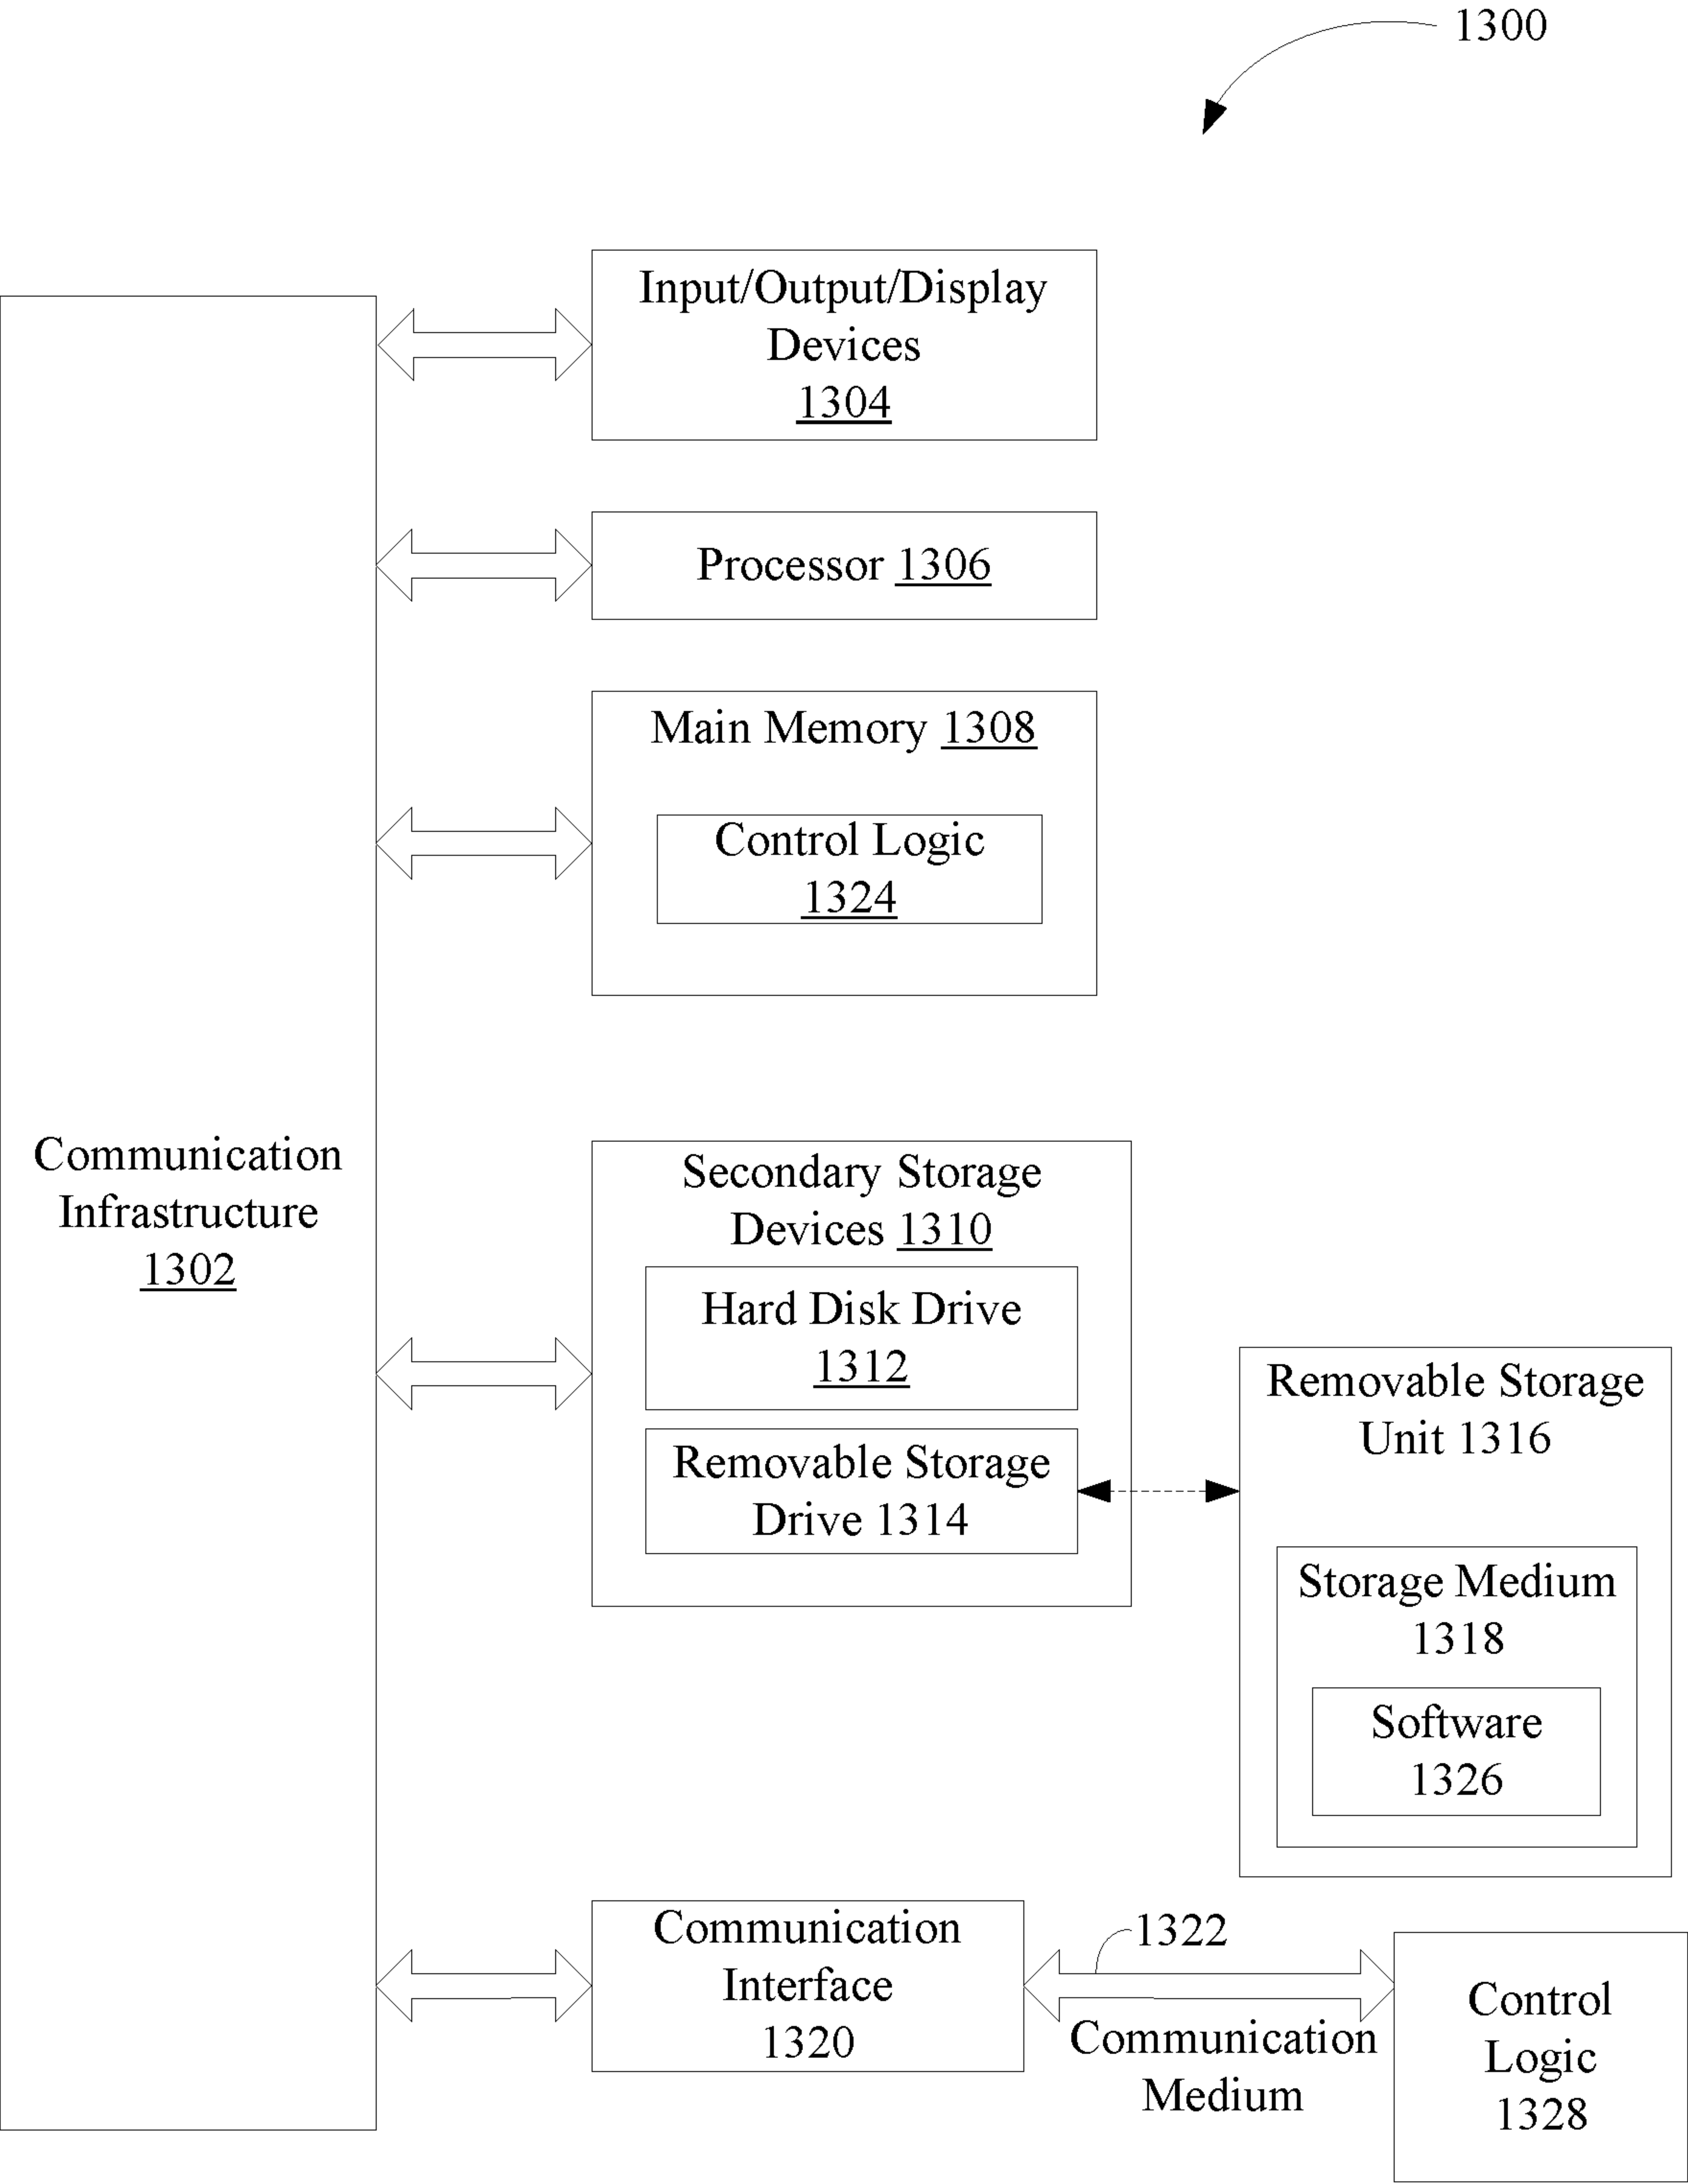 1300
Input/Output/Display
Devices
1304
Processor 1306
Main Memory 1308
Control Logic
1324
Communication
Infrastructure
1302
Secondary Storage
Devices 1310
Hard Disk Drive
1312
Removable Storage
Drive 1314
Removable Storage
Unit 1316
Storage Medium
1318
Software
1326
Communication
Interface
1320
1322
Communication
Medium
Control
Logic
1328